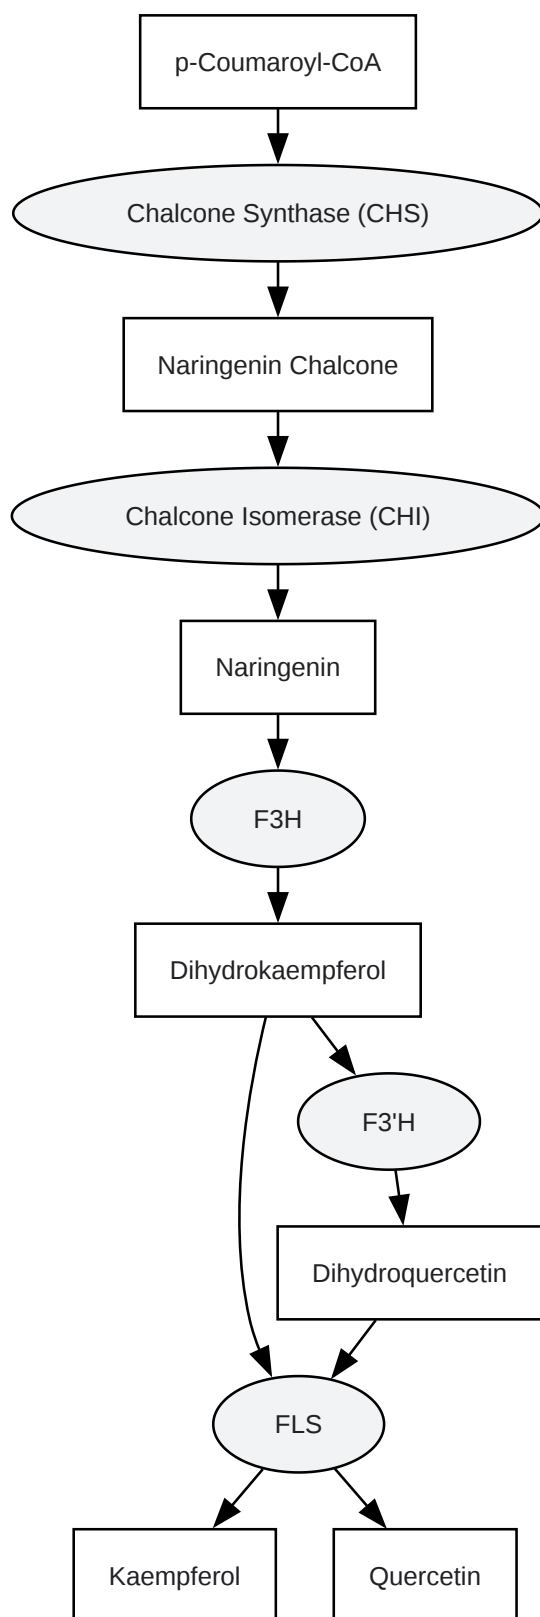 p-Coumaroyl-CoA
Chalcone Synthase (CHS)
Naringenin Chalcone
Chalcone Isomerase (CHI)
Naringenin
F3H
Dihydrokaempferol
F3'H
Dihydroquercetin
FLS
Kaempferol
Quercetin